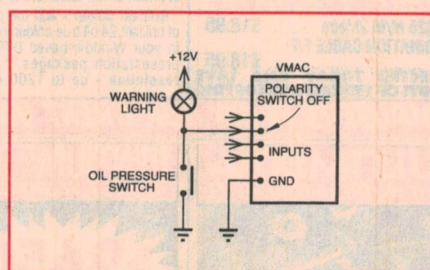 +12V
VMAC
WARNING
LIGHT
POLARITY
SWITCH OFF
INPUTS
OIL PRESSURE
SWITCH
GND